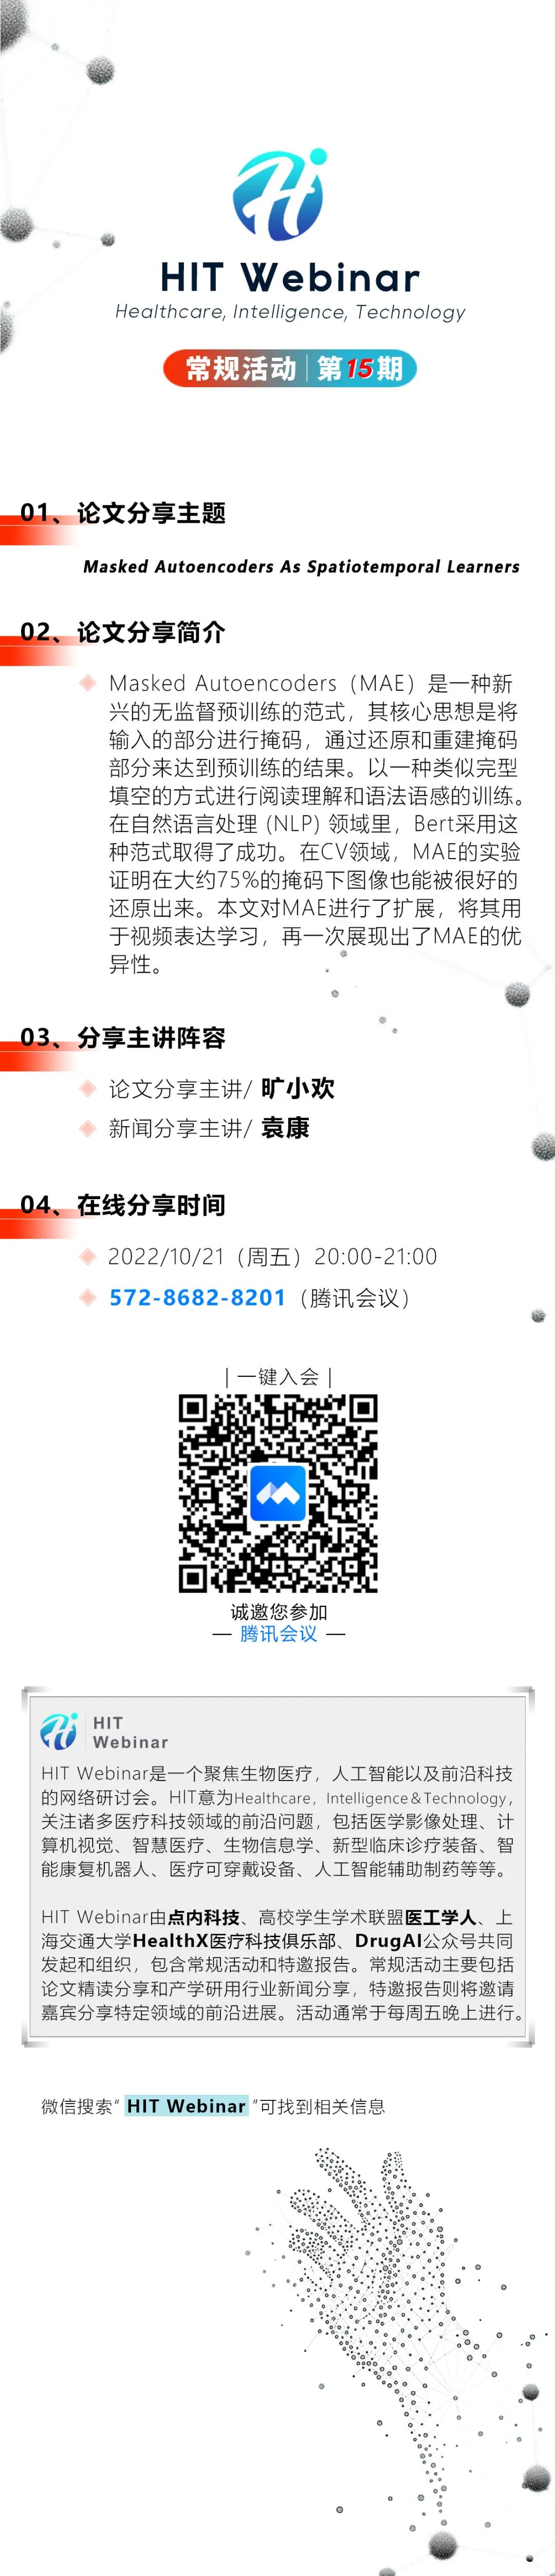 HIT Webinar
Healthcare, Intelligence, Technology
常规活动 | 第15期
01、论文分享主题
Masked Autoencoders As Spatiotemporal Learners
02、论文分享简介
Masked Autoencoders（MAE）是一种新
兴的无监督预训练的范式，其核心思想是将
输入的部分进行掩码，通过还原和重建掩码
部分来达到预训练的结果。以一种类似完型
填空的方式进行阅读理解和语法语感的训练。
在自然语言处理 (NLP) 领域里，Bert采用这
种范式取得了成功。在CV领域，MAE的实验
证明在大约75%的掩码下图像也能被很好的
还原出来。本文对MAE进行了扩展，将其用
于视频表达学习，再一次展现出了MAE的优
异性。
03、分享主讲阵容
论文分享主讲/ 旷小欢
新闻分享主讲/ 袁康
04、在线分享时间
2022/10/21（周五）20:00-21:00
572-8682-8201（腾讯会议）
| 一键入会 |
诚邀您参加
— 腾讯会议 —
HIT
Webinar
HIT Webinar是一个聚焦生物医疗，人工智能以及前沿科技
的网络研讨会。HIT意为Healthcare，Intelligence＆Technology，
关注诸多医疗科技领域的前沿问题，包括医学影像处理、计
算机视觉、智慧医疗、生物信息学、新型临床诊疗装备、智
能康复机器人、医疗可穿戴设备、人工智能辅助制药等等。
HIT Webinar由点内科技、高校学生学术联盟医工学人、上
海交通大学HealthX医疗科技俱乐部、DrugAI公众号共同
发起和组织，包含常规活动和特邀报告。常规活动主要包括
论文精读分享和产学研用行业新闻分享，特邀报告则将邀请
嘉宾分享特定领域的前沿进展。活动通常于每周五晚上进行。
微信搜索“ HIT Webinar ”可找到相关信息